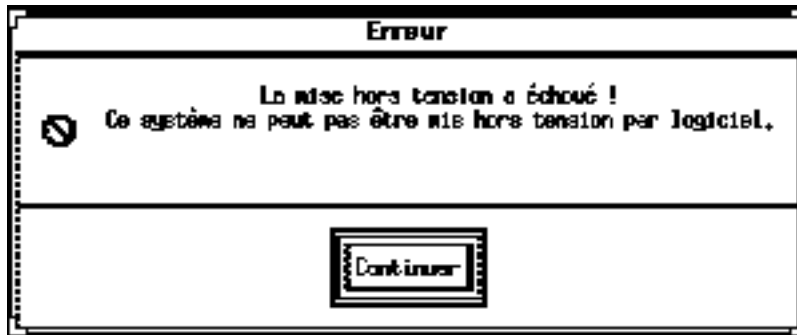 Erreur
La mise hors tension a échoué !
Ce système ne peut pas être mis hors tension par logiciel.
Continuer